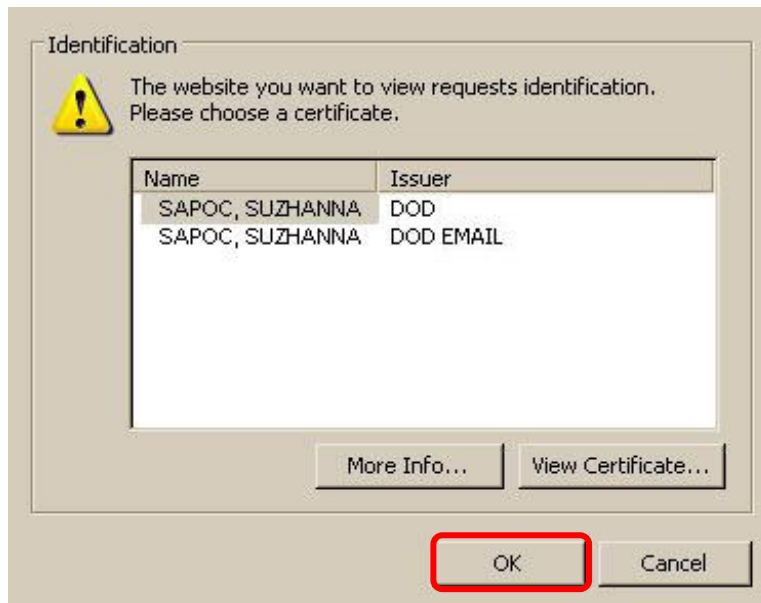 Identification
The website you want to view requests identification.
Please choose a certificate.
Name Issuer
SAPOC, SUZHANNA DOD
SAPOC, SUZHANNA DOD EMAIL
More Info... View Certificate...
OK Cancel